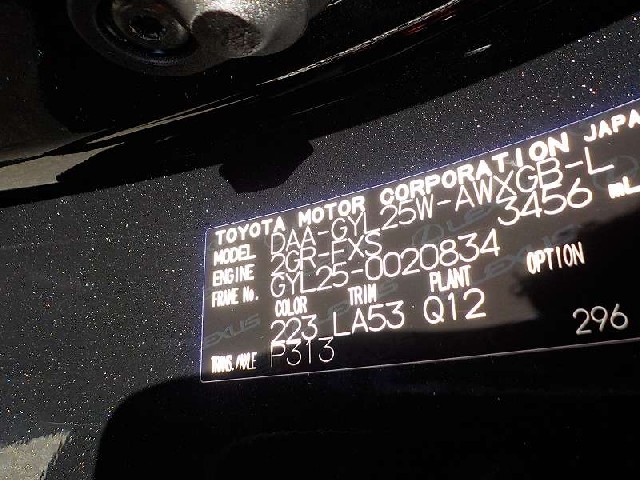 TOYOTA MOTOR CORPORATION JAPA
MODEL DAA-GYL25W-AWXGB-L
ENGINE 2GR-FXS 3456 mL
FRAME No. GYL25-0020834
COLOR TRIM PLANT OPTION
223 LA53 Q12
TRANS./AXLE P313 296
LEXUS